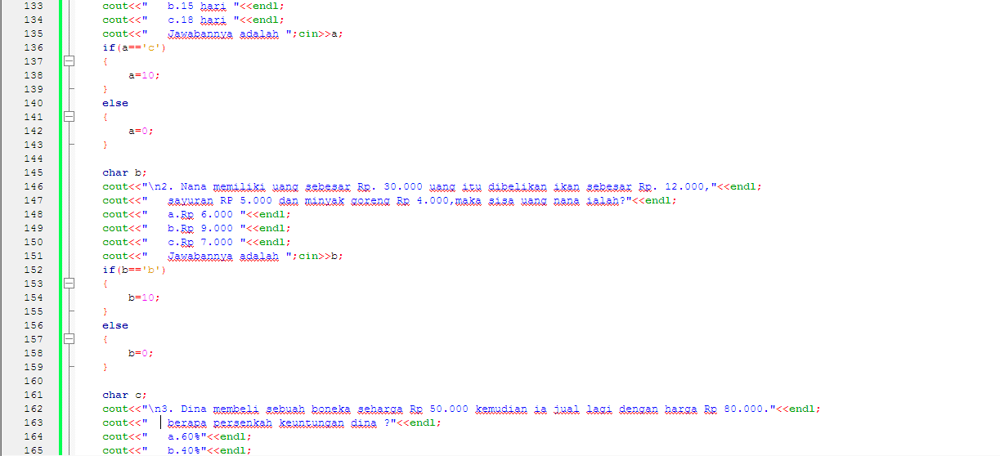 133 cout<<"   b.15 hari "<<endl;
134 cout<<"   c.18 hari "<<endl;
135 cout<<"   Jawabannya adalah ";cin>>a;
136 if(a=='c')
137 {
138     a=10;
139 }
140 else
141 {
142     a=0;
143 }
144
145 char b;
146 cout<<"\n2. Nana memiliki uang sebesar Rp. 30.000 uang itu dibelikan ikan sebesar Rp. 12.000,"<<endl;
147 cout<<"   sayuran RP 5.000 dan minyak goreng Rp 4.000,maka sisa uang nana ialah?"<<endl;
148 cout<<"   a.Rp 6.000 "<<endl;
149 cout<<"   b.Rp 9.000 "<<endl;
150 cout<<"   c.Rp 7.000 "<<endl;
151 cout<<"   Jawabannya adalah ";cin>>b;
152 if(b=='b')
153 {
154     b=10;
155 }
156 else
157 {
158     b=0;
159 }
160
161 char c;
162 cout<<"\n3. Dina membeli sebuah boneka seharga Rp 50.000 kemudian ia jual lagi dengan harga Rp 80.000."<<endl;
163 cout<<"   berapa persenkah keuntungan dina ?"<<endl;
164 cout<<"   a.60%"<<endl;
165 cout<<"   b.40%"<<endl;